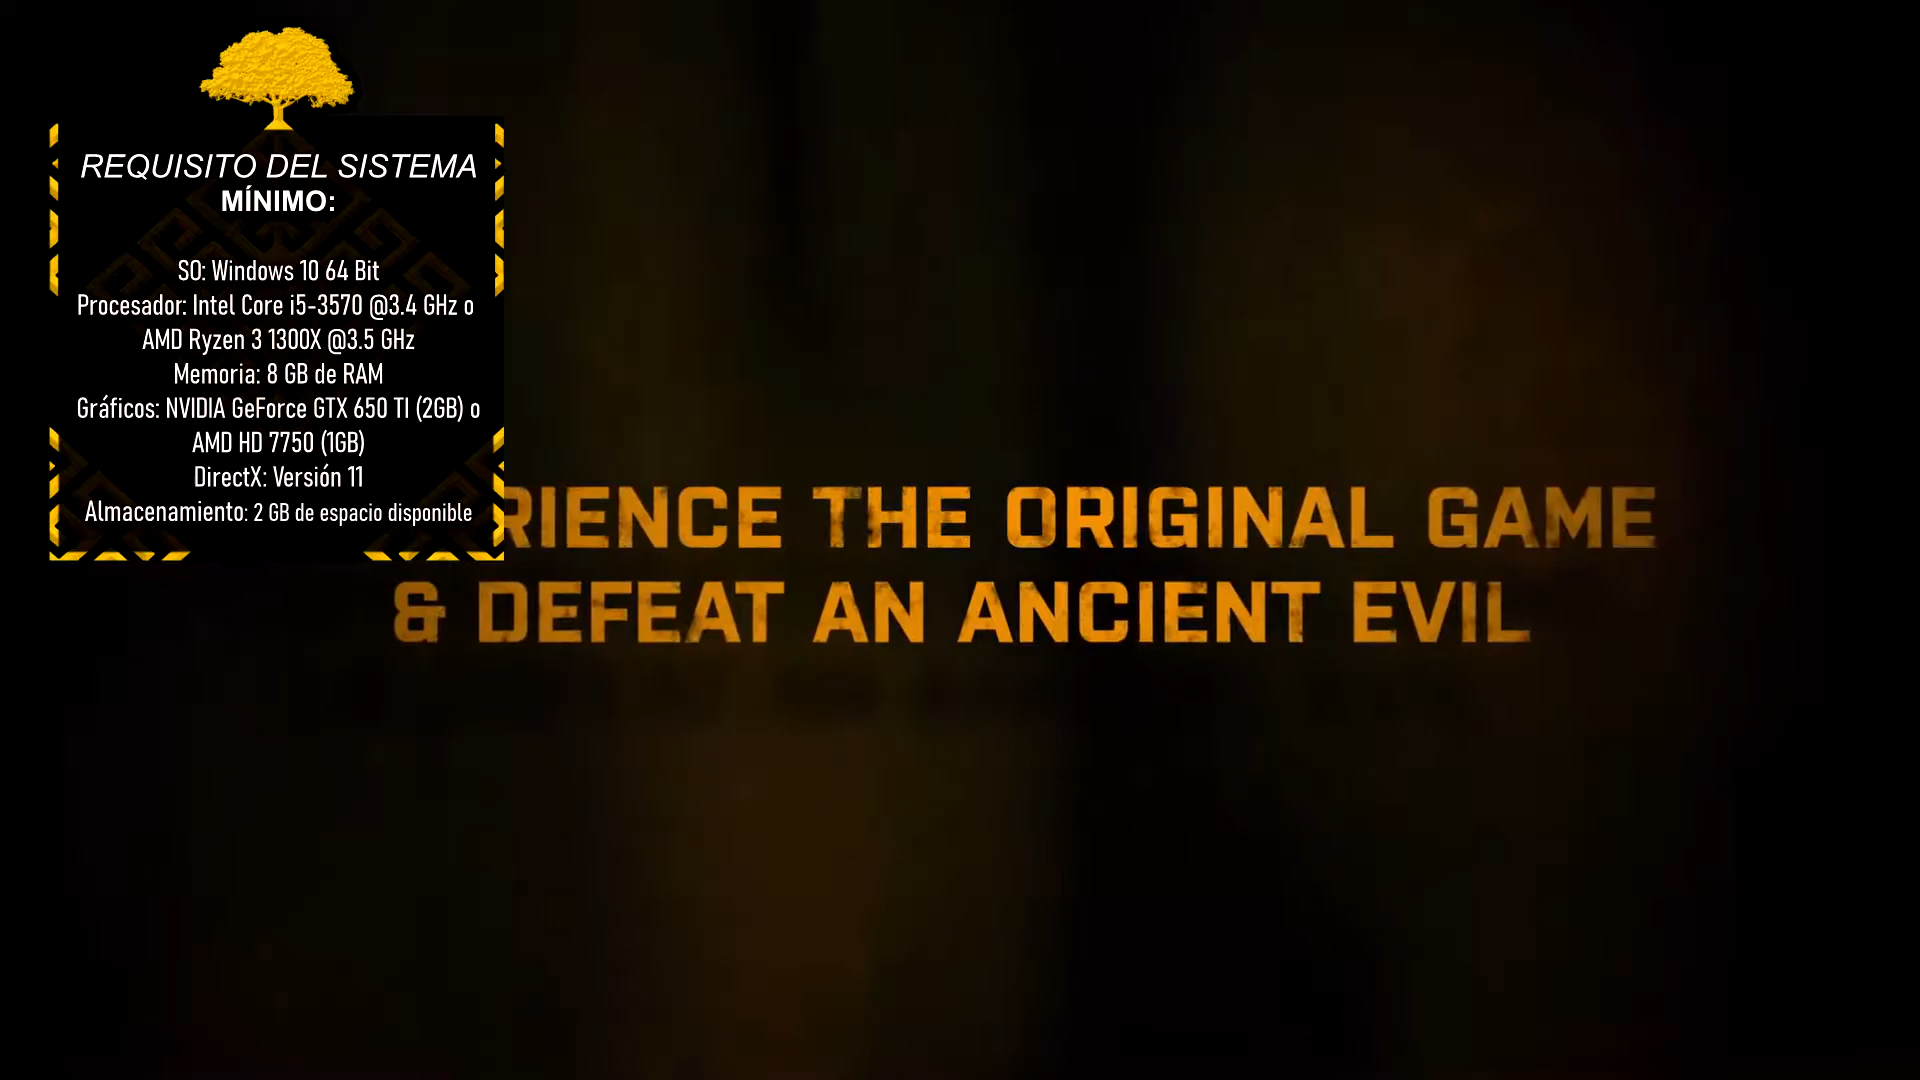 REQUISITO DEL SISTEMA
MÍNIMO:
SO: Windows 10 64 Bit
Procesador: Intel Core i5-3570 @3.4 GHz o
AMD Ryzen 3 1300X @3.5 GHz
Memoria: 8 GB de RAM
Gráficos: NVIDIA GeForce GTX 650 TI (2GB) o
AMD HD 7750 (1GB)
DirectX: Versión 11
Almacenamiento: 2 GB de espacio disponible
RIENCE THE ORIGINAL GAME
& DEFEAT AN ANCIENT EVIL